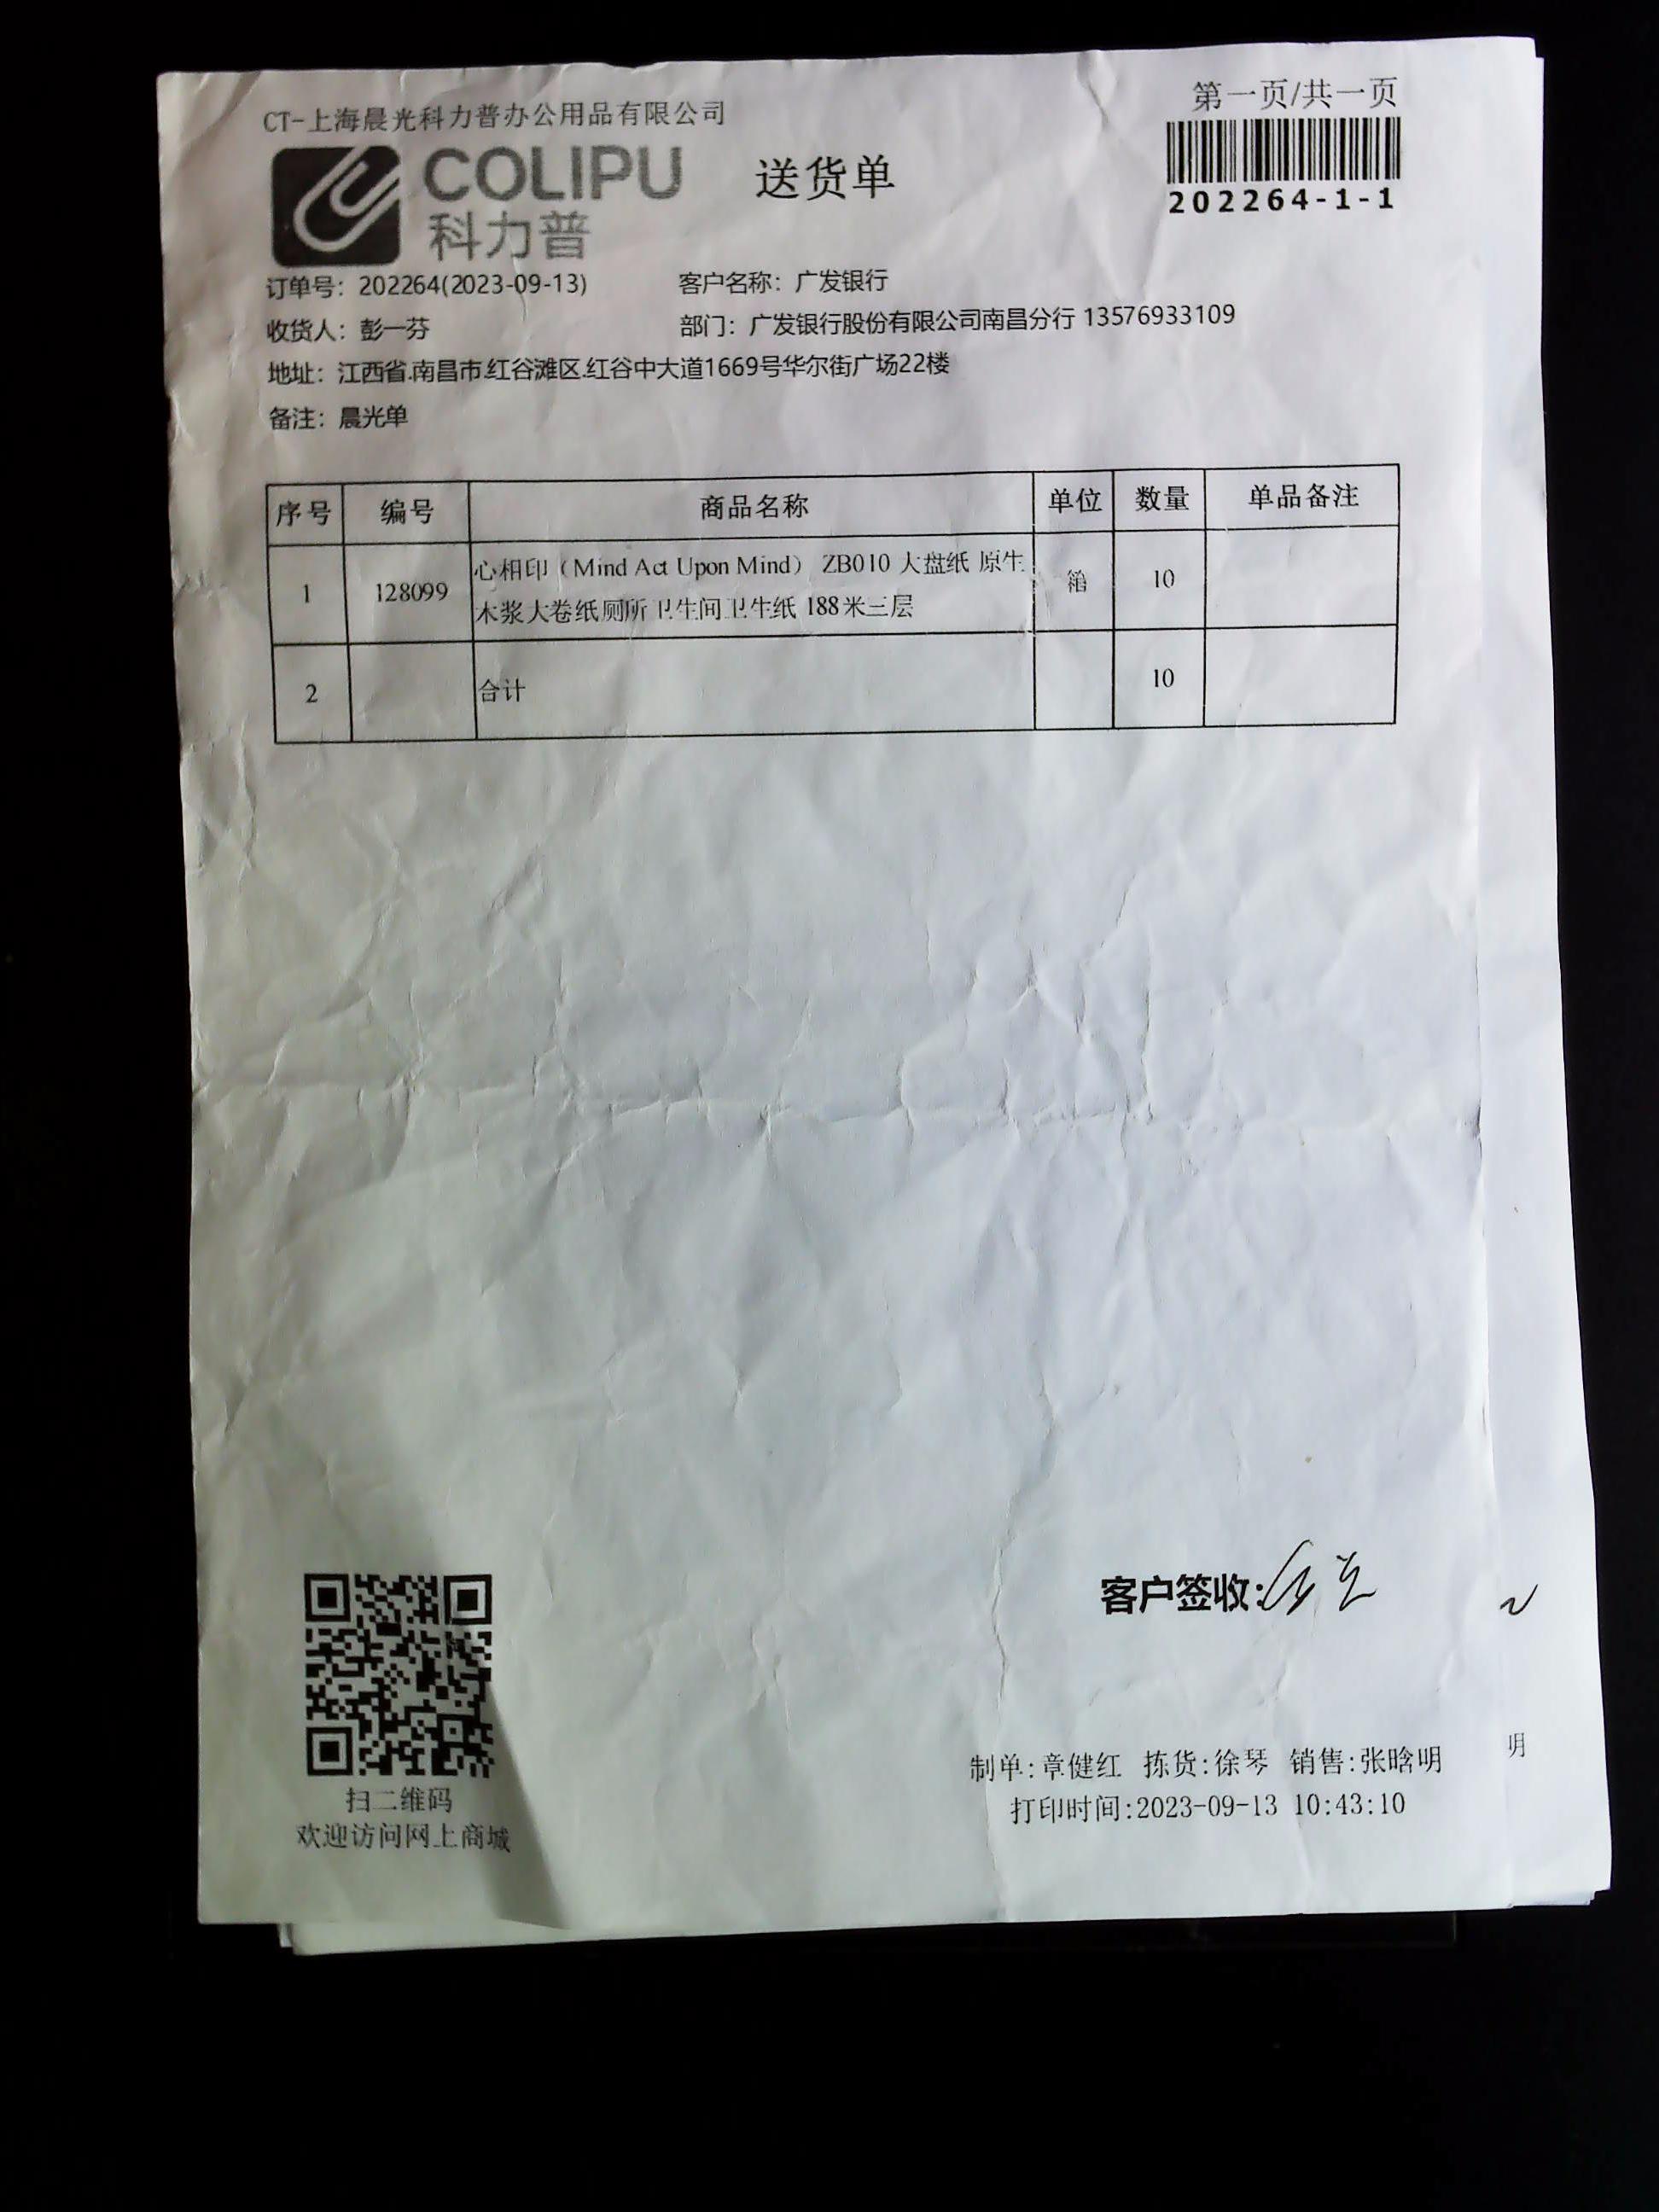 第一页/共一页
CT-上海晨光科力普办公用品有限公司
COLIPU
科力普
送货单
202264-1-1
订单号：202264(2023-09-13) 客户名称：广发银行
收货人：彭一芬 部门：广发银行股份有限公司南昌分行 13576933109
地址：江西省.南昌市.红谷滩区.红谷中大道1669号华尔街广场22楼
备注：晨光单
序号 编号 商品名称 单位 数量 单品备注
1 128099 心相印（Mind Act Upon Mind） ZB010 大盘纸 原生 箱 10
木浆大卷纸厕所卫生间卫生纸 188米三层
2 合计 10
客户签收:
制单:章健红 拣货:徐琴 销售:张晗明
明
打印时间:2023-09-13 10:43:10
扫二维码
欢迎访问网上商城